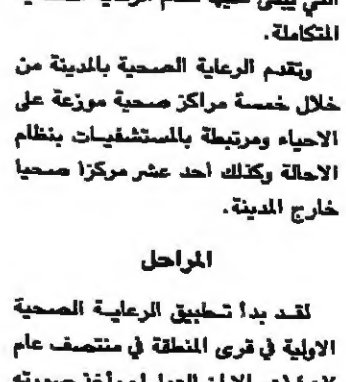 المتكاملة.
وتقدم الرعاية الصحية بالمدينة من
خلال خمسة مراكز صحية موزعة على
الاحياء ومرتبطة بالمستشفيات بنظام
الاحالة وكذلك احد عشر مركزا صحيا
خارج المدينة.
المراحل
لقد بدأ تطبيق الرعاية الصحية
الاولية في قرى المنطقة في منتصف عام